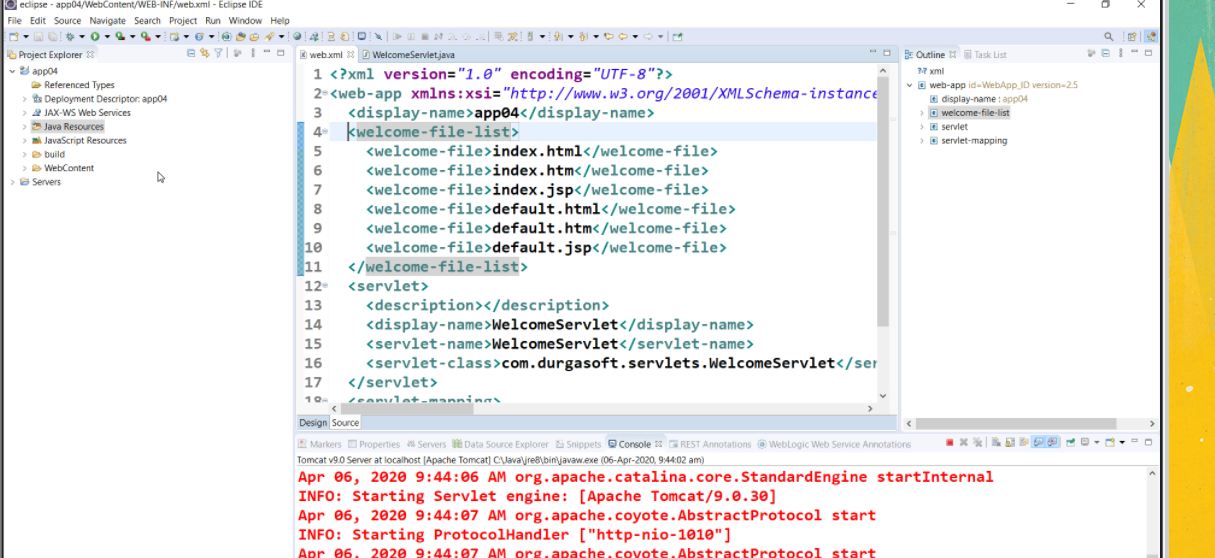 eclipse - app04/WebContent/WEB-INF/web.xml - Eclipse IDE
File Edit Source Navigate Search Project Run Window Help
Project Explorer
app04
Referenced Types
Deployment Descriptor: app04
JAX-WS Web Services
Java Resources
JavaScript Resources
build
WebContent
Servers
web.xml WelcomeServlet.java
1 <?xml version="1.0" encoding="UTF-8"?>
2 <web-app xmlns:xsi="http://www.w3.org/2001/XMLSchema-instance
3 <display-name>app04</display-name>
4 <welcome-file-list>
5 <welcome-file>index.html</welcome-file>
6 <welcome-file>index.htm</welcome-file>
7 <welcome-file>index.jsp</welcome-file>
8 <welcome-file>default.html</welcome-file>
9 <welcome-file>default.htm</welcome-file>
10 <welcome-file>default.jsp</welcome-file>
11 </welcome-file-list>
12 <servlet>
13 <description></description>
14 <display-name>WelcomeServlet</display-name>
15 <servlet-name>WelcomeServlet</servlet-name>
16 <servlet-class>com.durgasoft.servlets.WelcomeServlet</ser
17 </servlet>
18 <servlet-mapping>
Design Source
Outline Task List
xml
web-app id=WebApp_ID version=2.5
display-name : app04
welcome-file-list
servlet
servlet-mapping
Markers Properties Servers Data Source Explorer Snippets Console REST Annotations WebLogic Web Service Annotations
Tomcat v9.0 Server at localhost [Apache Tomcat] C:\Java\jre8\bin\javaw.exe (06-Apr-2020, 9:44:02 am)
Apr 06, 2020 9:44:06 AM org.apache.catalina.core.StandardEngine startInternal
INFO: Starting Servlet engine: [Apache Tomcat/9.0.30]
Apr 06, 2020 9:44:07 AM org.apache.coyote.AbstractProtocol start
INFO: Starting ProtocolHandler ["http-nio-1010"]
Apr 06, 2020 9:44:07 AM org.apache.coyote.AbstractProtocol start